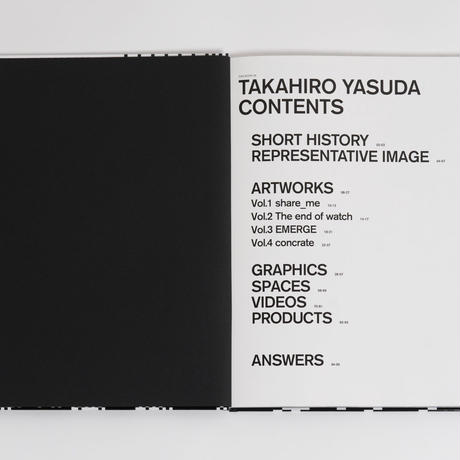 TAKAHIRO YASUDA
CONTENTS
SHORT HISTORY
REPRESENTATIVE IMAGE
ARTWORKS
Vol.1 share_me
Vol.2 The end of watch
Vol.3 EMERGE
Vol.4 concrate
GRAPHICS
SPACES
VIDEOS
PRODUCTS
ANSWERS